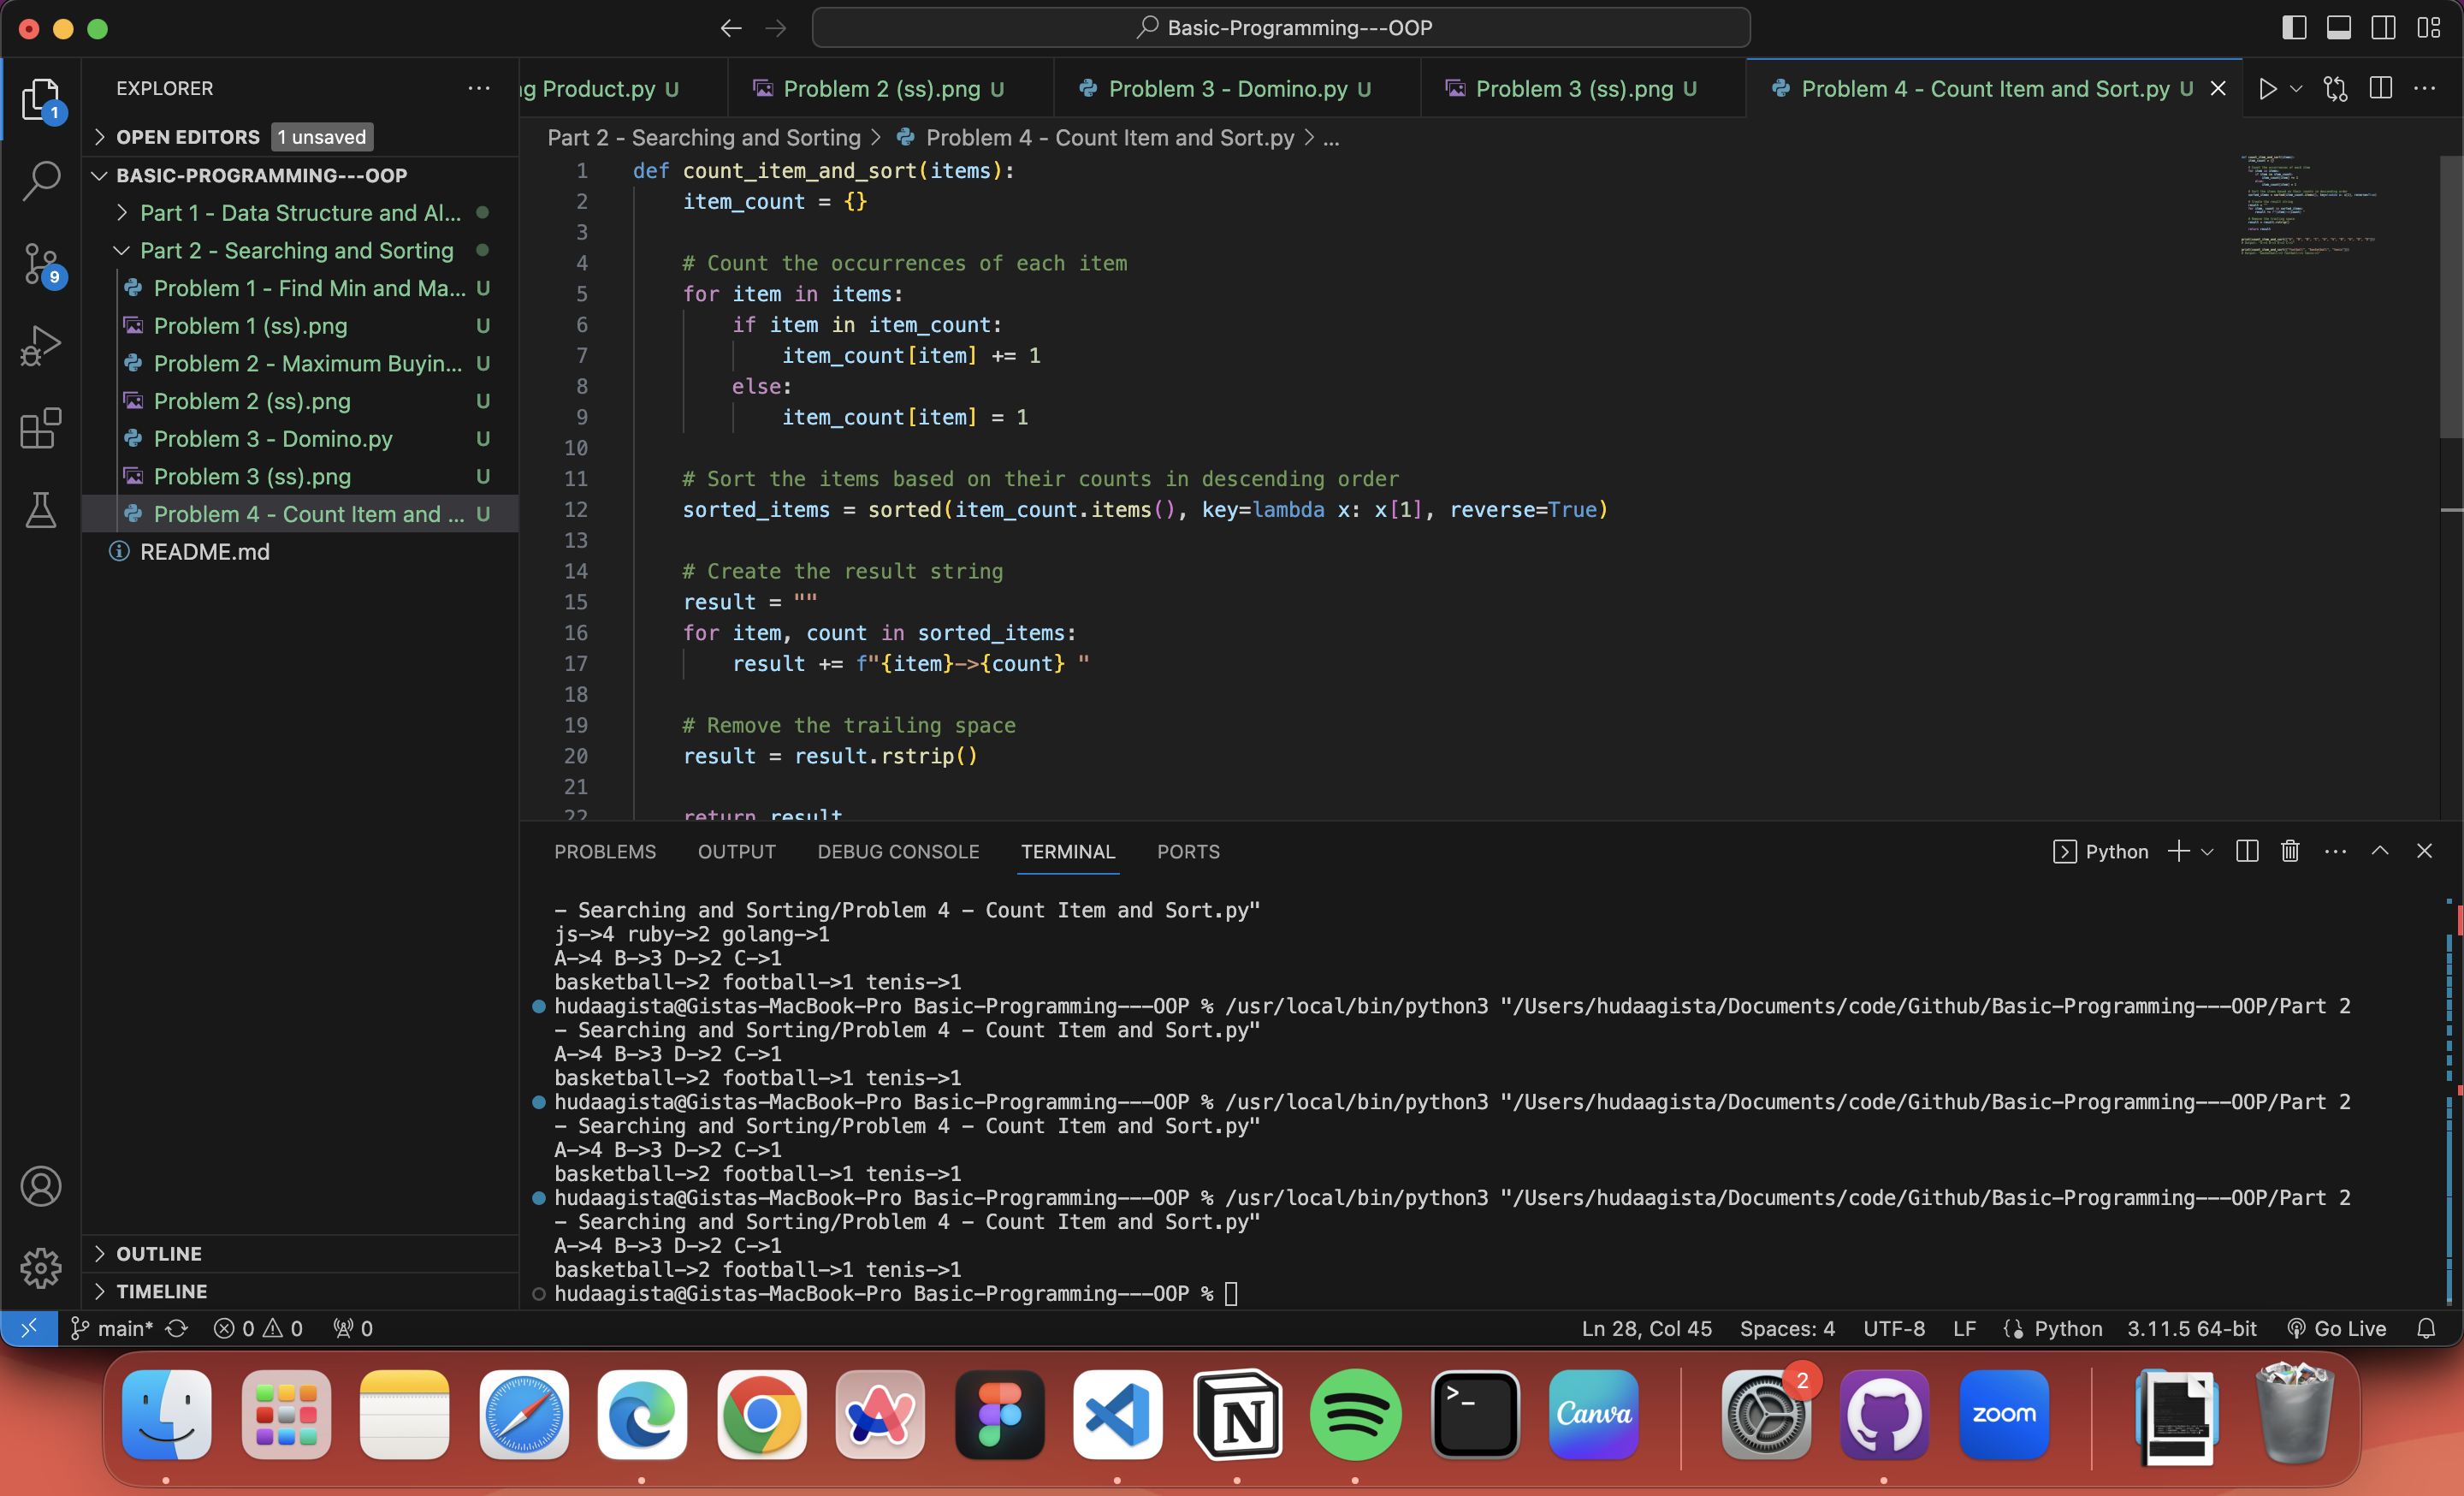 Basic-Programming---OOP
EXPLORER
ng Product.py U
Problem 2 (ss).png U
Problem 3 - Domino.py U
Problem 3 (ss).png U
Problem 4 - Count Item and Sort.py U
1
OPEN EDITORS 1 unsaved
BASIC-PROGRAMMING---OOP
Part 1 - Data Structure and Al...
Part 2 - Searching and Sorting
Problem 1 - Find Min and Ma... U
Problem 1 (ss).png U
Problem 2 - Maximum Buyin... U
Problem 2 (ss).png U
Problem 3 - Domino.py U
Problem 3 (ss).png U
Problem 4 - Count Item and ... U
README.md
9
OUTLINE
TIMELINE
Part 2 - Searching and Sorting > Problem 4 - Count Item and Sort.py > ...
1 def count_item_and_sort(items):
2 item_count = {}
3
4 # Count the occurrences of each item
5 for item in items:
6 if item in item_count:
7 item_count[item] += 1
8 else:
9 item_count[item] = 1
10
11 # Sort the items based on their counts in descending order
12 sorted_items = sorted(item_count.items(), key=lambda x: x[1], reverse=True)
13
14 # Create the result string
15 result = ""
16 for item, count in sorted_items:
17 result += f"{item}->{count} "
18
19 # Remove the trailing space
20 result = result.rstrip()
21
22 return result
PROBLEMS OUTPUT DEBUG CONSOLE TERMINAL PORTS
Python
- Searching and Sorting/Problem 4 - Count Item and Sort.py"
js->4 ruby->2 golang->1
A->4 B->3 D->2 C->1
basketball->2 football->1 tenis->1
hudaagista@Gistas-MacBook-Pro Basic-Programming---OOP % /usr/local/bin/python3 "/Users/hudaagista/Documents/code/Github/Basic-Programming---OOP/Part 2
- Searching and Sorting/Problem 4 - Count Item and Sort.py"
A->4 B->3 D->2 C->1
basketball->2 football->1 tenis->1
hudaagista@Gistas-MacBook-Pro Basic-Programming---OOP % /usr/local/bin/python3 "/Users/hudaagista/Documents/code/Github/Basic-Programming---OOP/Part 2
- Searching and Sorting/Problem 4 - Count Item and Sort.py"
A->4 B->3 D->2 C->1
basketball->2 football->1 tenis->1
hudaagista@Gistas-MacBook-Pro Basic-Programming---OOP % /usr/local/bin/python3 "/Users/hudaagista/Documents/code/Github/Basic-Programming---OOP/Part 2
- Searching and Sorting/Problem 4 - Count Item and Sort.py"
A->4 B->3 D->2 C->1
basketball->2 football->1 tenis->1
hudaagista@Gistas-MacBook-Pro Basic-Programming---OOP %
main* 0 0 0
Ln 28, Col 45 Spaces: 4 UTF-8 LF Python 3.11.5 64-bit Go Live
>_
Canva
2
zoom